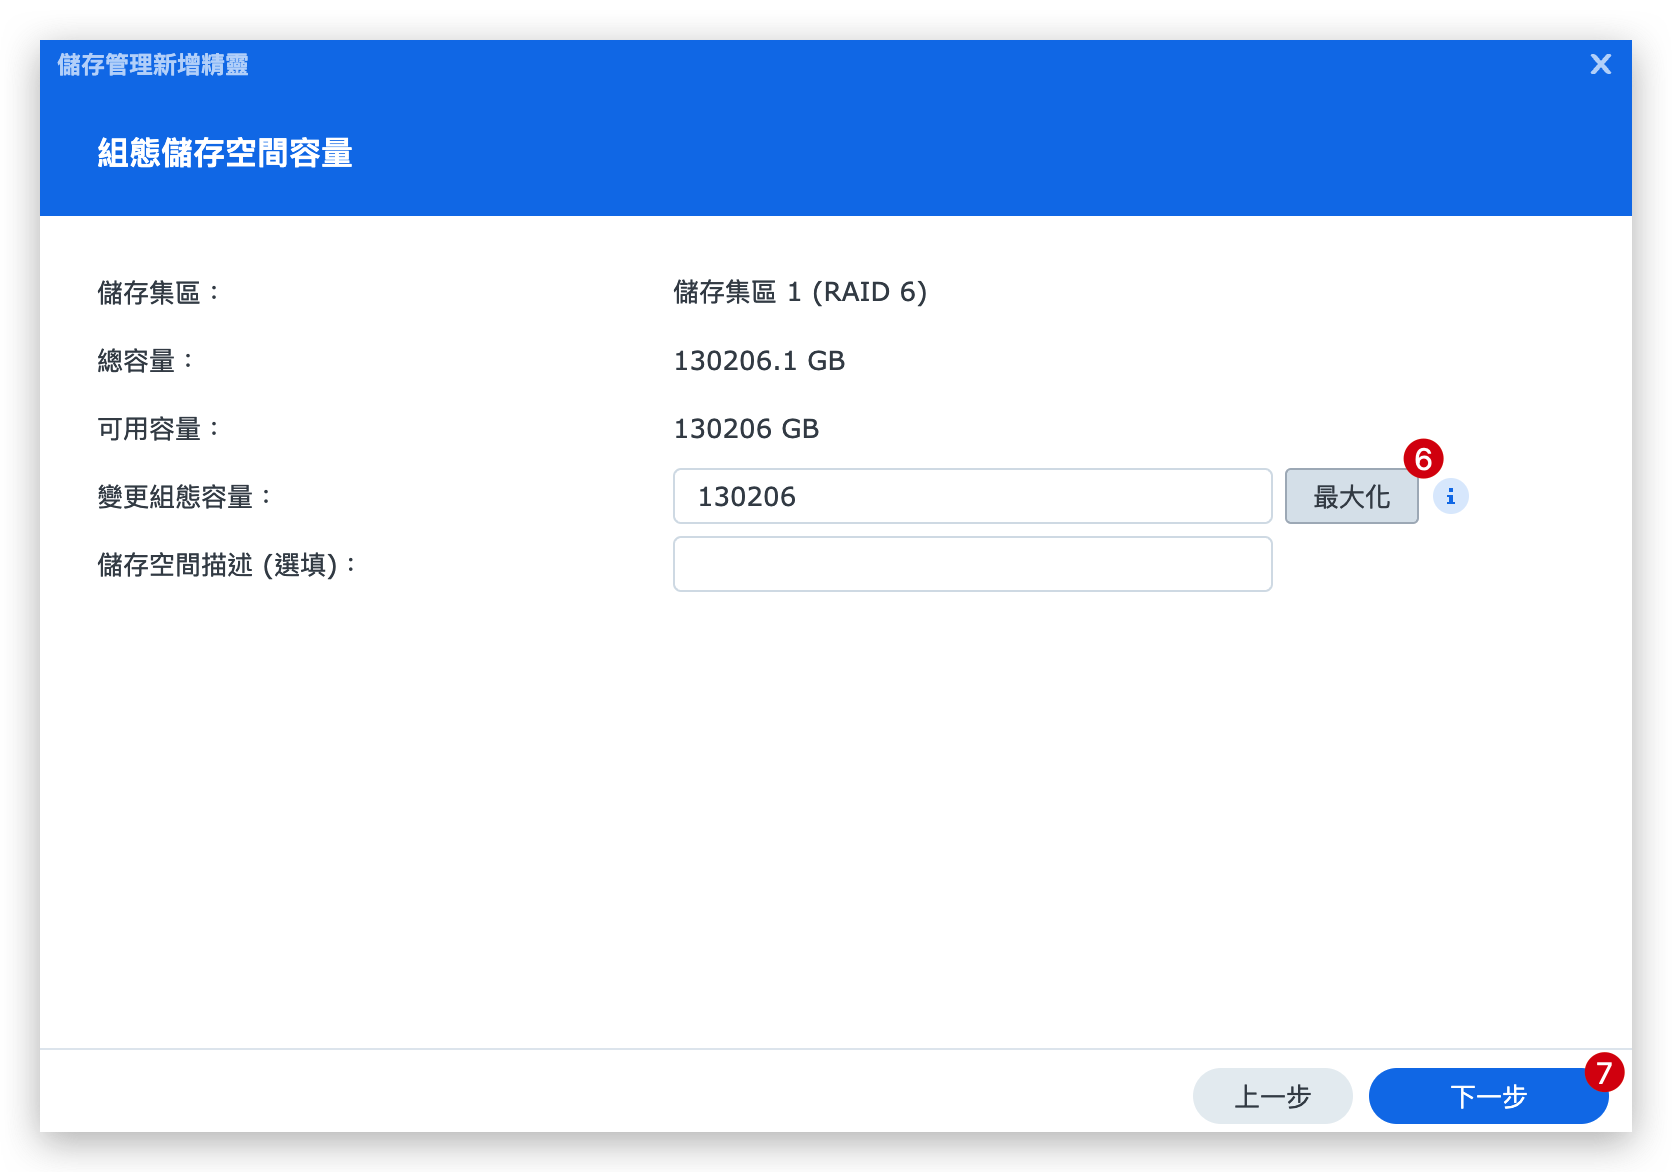 儲存管理新增精靈
組態儲存空間容量
儲存集區： 儲存集區 1 (RAID 6)
總容量： 130206.1 GB
可用容量： 130206 GB
6
變更組態容量： 130206 最大化 i
儲存空間描述 (選填)：
7
上一步 下一步